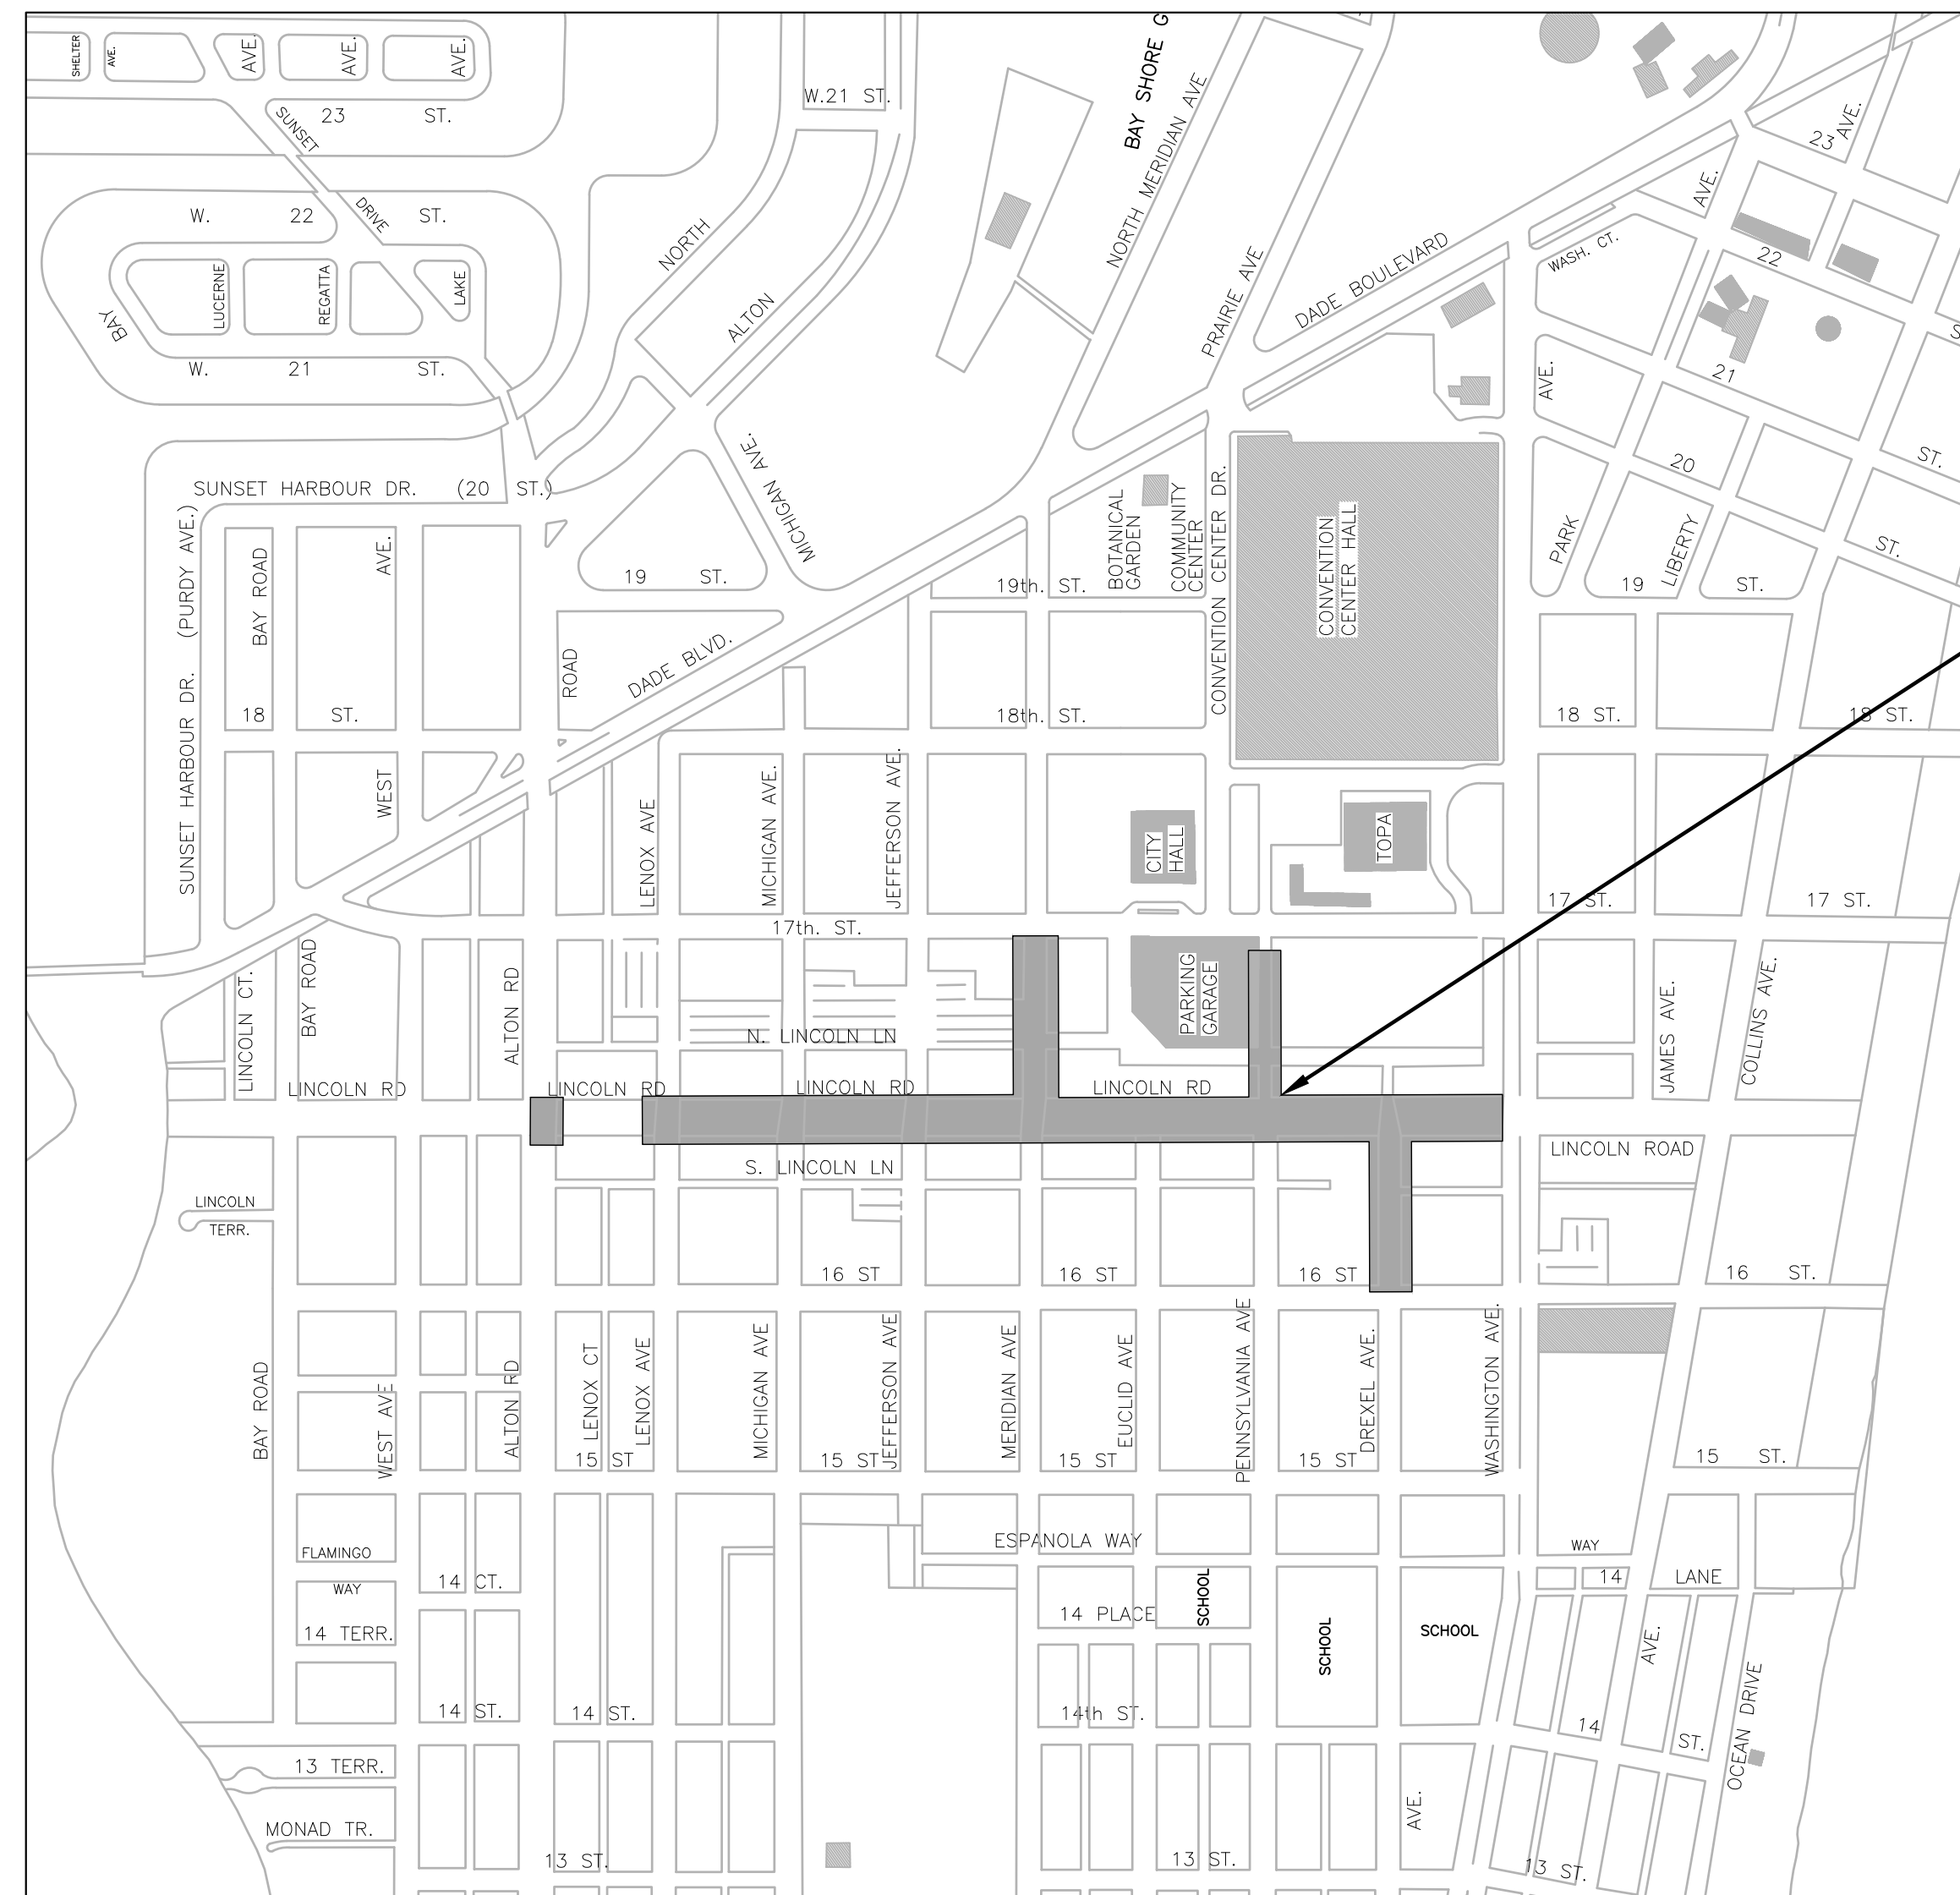 SHELTER
AVE.
AVE.
AVE.
AVE.
23 ST.
SUNSET
DRIVE
W. 22 ST.
LUCERNE
REGATTA
LAKE
BAY
W. 21 ST.
W.21 ST.
NORTH
ALTON
BAY SHORE G
NORTH MERIDIAN AVE
PRAIRIE AVE
DADE BOULEVARD
WASH. CT.
AVE.
23
AVE.
22
21
AVE.
20
ST.
ST.
S
MICHIGAN AVE.
MICHIGAN
SUNSET HARBOUR DR. (20 ST.)
SUNSET HARBOUR DR. (PURDY AVE.)
BAY ROAD
AVE.
19 ST.
ROAD
DADE BLVD.
18 ST.
WEST
19th. ST.
BOTANICAL
GARDEN
COMMUNITY
CENTER
CONVENTION CENTER DR.
CONVENTION
CENTER HALL
PARK
LIBERTY
19 ST.
18th. ST.
18 ST.
18 ST.
LENOX AVE
MICHIGAN AVE.
JEFFERSON AVE.
CITY
HALL
TOPA
17 ST.
17 ST.
17th. ST.
LINCOLN CT.
BAY ROAD
ALTON RD
PARKING
GARAGE
JAMES AVE.
COLLINS AVE.
N. LINCOLN LN
LINCOLN RD
LINCOLN RD
LINCOLN RD
LINCOLN RD
LINCOLN ROAD
S. LINCOLN LN
LINCOLN
TERR.
16 ST
16 ST
16 ST
16 ST.
BAY ROAD
WEST AVE
ALTON RD
LENOX CT
LENOX AVE
MICHIGAN AVE
JEFFERSON AVE
MERIDIAN AVE
EUCLID AVE
PENNSYLVANIA AVE
DREXEL AVE.
WASHINGTON AVE.
15 ST
15 ST
15 ST
15 ST
15 ST.
ESPANOLA WAY
WAY
FLAMINGO
WAY
14 CT.
14 LANE
14 PLACE
SCHOOL
SCHOOL
SCHOOL
14 TERR.
AVE.
OCEAN DRIVE
14 ST.
14 ST.
14th ST.
14 ST.
13 TERR.
MONAD TR.
AVE.
13 ST.
13 ST.
13 ST.